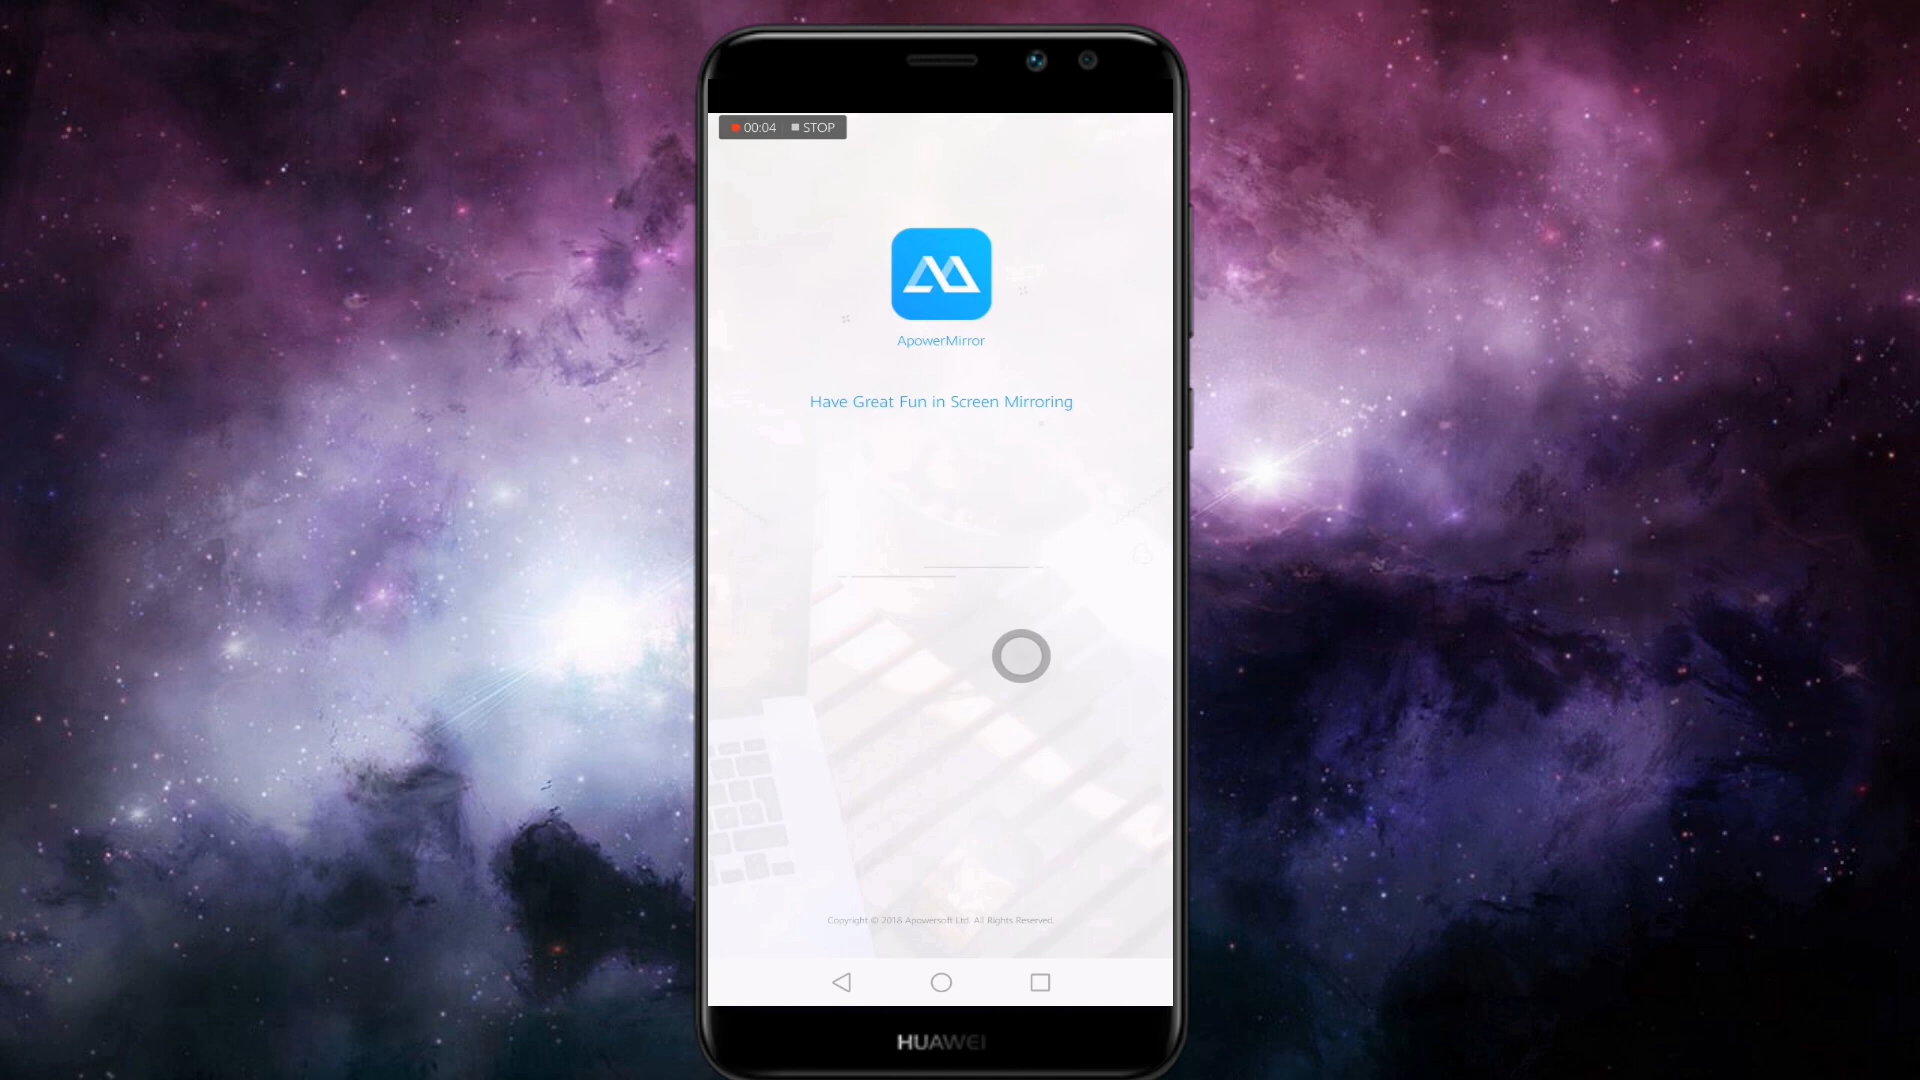 00:04 STOP
ApowerMirror
Have Great Fun in Screen Mirroring
Copyright © 2018 Apowersoft Ltd. All Rights Reserved.
HUAWEI